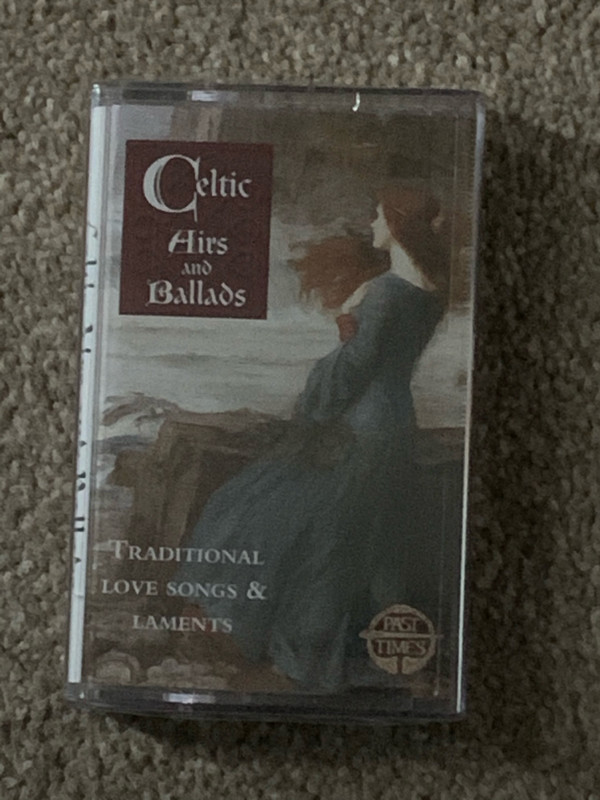 Celtic
Airs
and
Ballads
TRADITIONAL
LOVE SONGS &
LAMENTS
PAST
TIMES